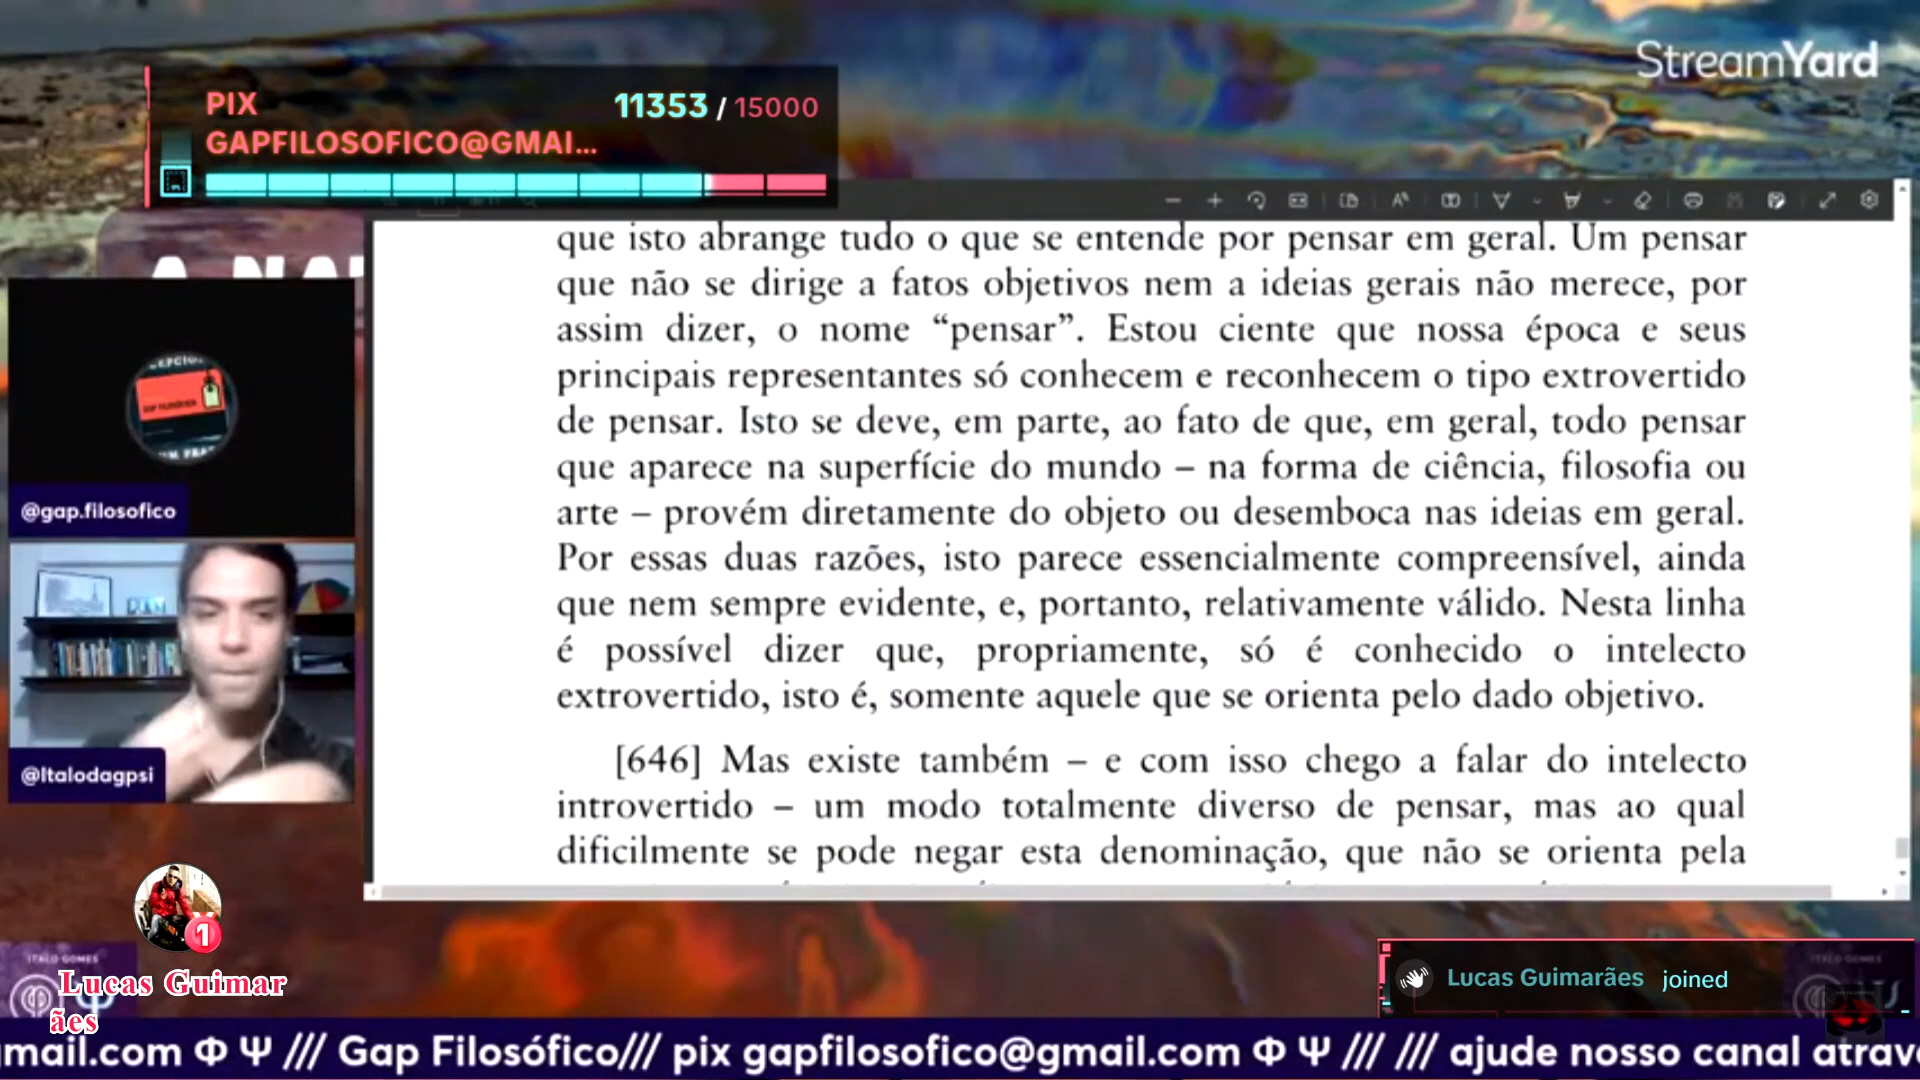 StreamYard
PIX
11353 / 15000
GAPFILOSOFICO@GMAI...
que isto abrange tudo o que se entende por pensar em geral. Um pensar
que não se dirige a fatos objetivos nem a ideias gerais não merece, por
assim dizer, o nome “pensar”. Estou ciente que nossa época e seus
principais representantes só conhecem e reconhecem o tipo extrovertido
de pensar. Isto se deve, em parte, ao fato de que, em geral, todo pensar
que aparece na superfície do mundo – na forma de ciência, filosofia ou
arte – provém diretamente do objeto ou desemboca nas ideias em geral.
Por essas duas razões, isto parece essencialmente compreensível, ainda
que nem sempre evidente, e, portanto, relativamente válido. Nesta linha
é possível dizer que, propriamente, só é conhecido o intelecto
extrovertido, isto é, somente aquele que se orienta pelo dado objetivo.
[646] Mas existe também – e com isso chego a falar do intelecto
introvertido – um modo totalmente diverso de pensar, mas ao qual
dificilmente se pode negar esta denominação, que não se orienta pela
@gap.filosofico
@Italodagpsi
1
Lucas Guimar
ães
ITALO GOMES
Lucas Guimarães joined
ITALO GOMES
gmail.com Φ Ψ /// Gap Filosófico/// pix gapfilosofico@gmail.com Φ Ψ /// /// ajude nosso canal atrav